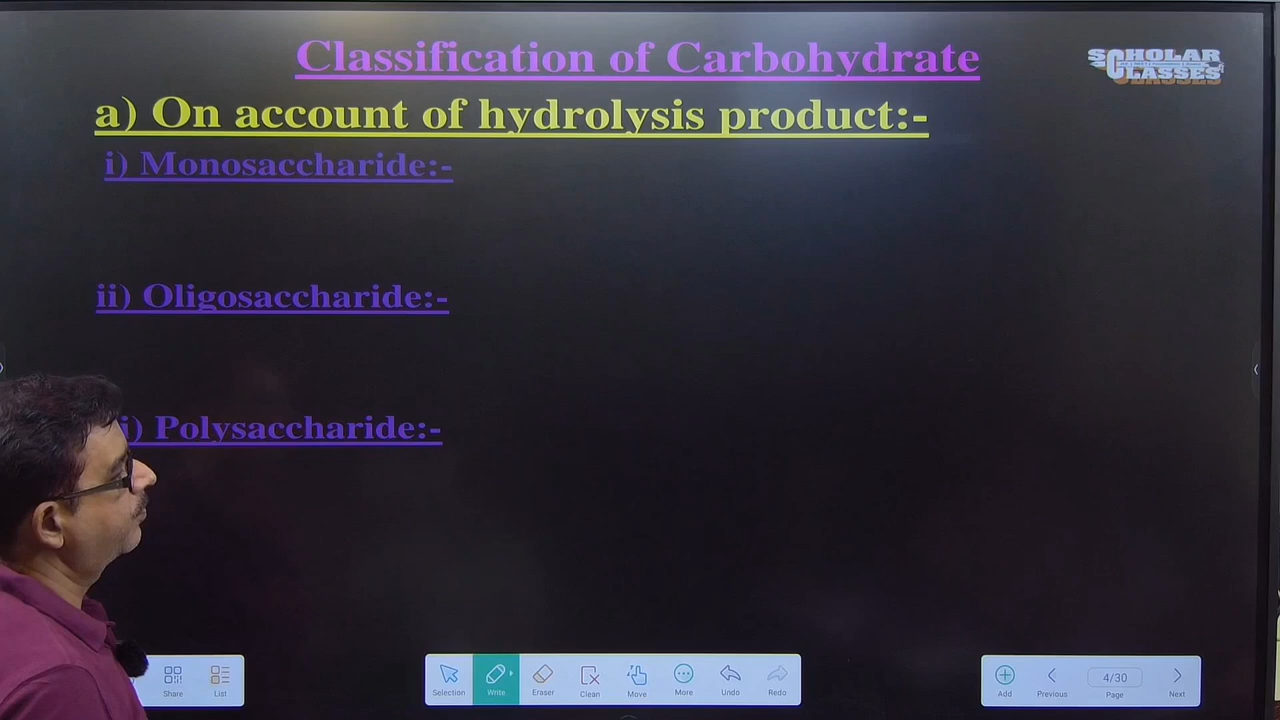 Classification of Carbohydrate
SCHOLAR
CLASSES
a) On account of hydrolysis product:-
i) Monosaccharide:-
ii) Oligosaccharide:-
i) Polysaccharide:-
Share List
Selection Write Eraser Clean Move More Undo Redo
Add Previous 4/30 Page Next